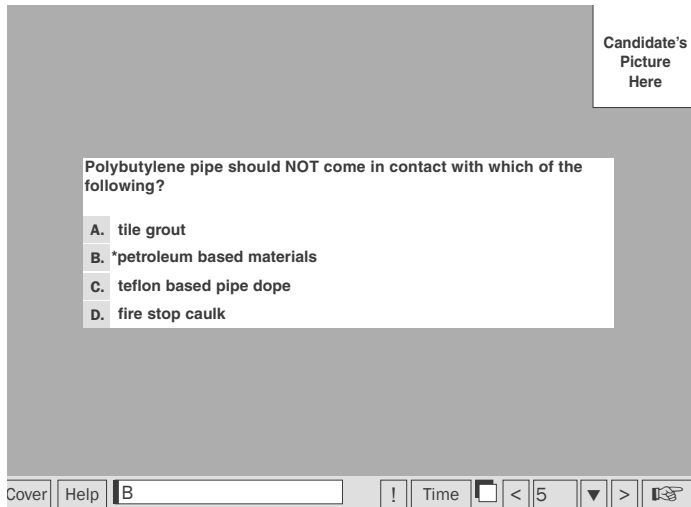 Candidate's
Picture
Here
Polybutylene pipe should NOT come in contact with which of the
following?
A. tile grout
B. *petroleum based materials
C. teflon based pipe dope
D. fire stop caulk
Cover Help B ! Time < 5 ▼ > ☞